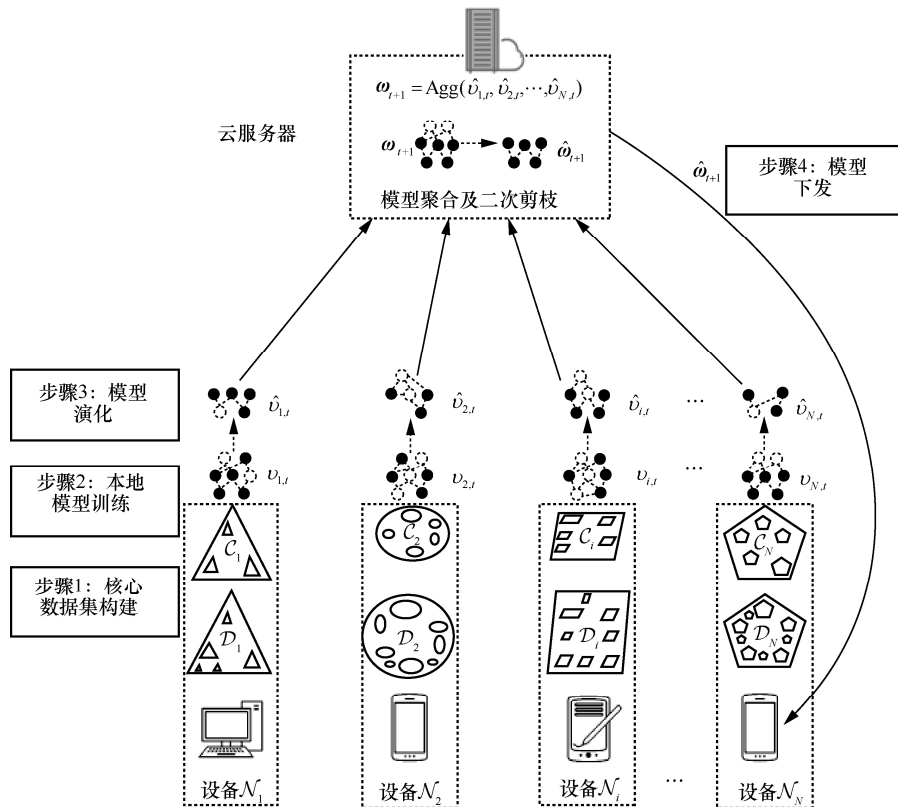 ω_{t+1} = Agg(υ̂_{1,t}, υ̂_{2,t}, ⋯, υ̂_{N,t})
云服务器
ω_{t+1}
ω̂_{t+1}
模型聚合及二次剪枝
ω̂_{t+1}
步骤4：模型
下发
步骤3：模型
演化
υ̂_{1,t}
υ̂_{2,t}
υ̂_{i,t}
…
υ̂_{N,t}
步骤2：本地
模型训练
υ_{1,t}
υ_{2,t}
υ_{i,t}
…
υ_{N,t}
𝒞_1
𝒞_2
𝒞_i
𝒞_N
步骤1：核心
数据集构建
𝒟_1
𝒟_2
𝒟_i
𝒟_N
设备𝒩_1
设备𝒩_2
设备𝒩_i
…
设备𝒩_N